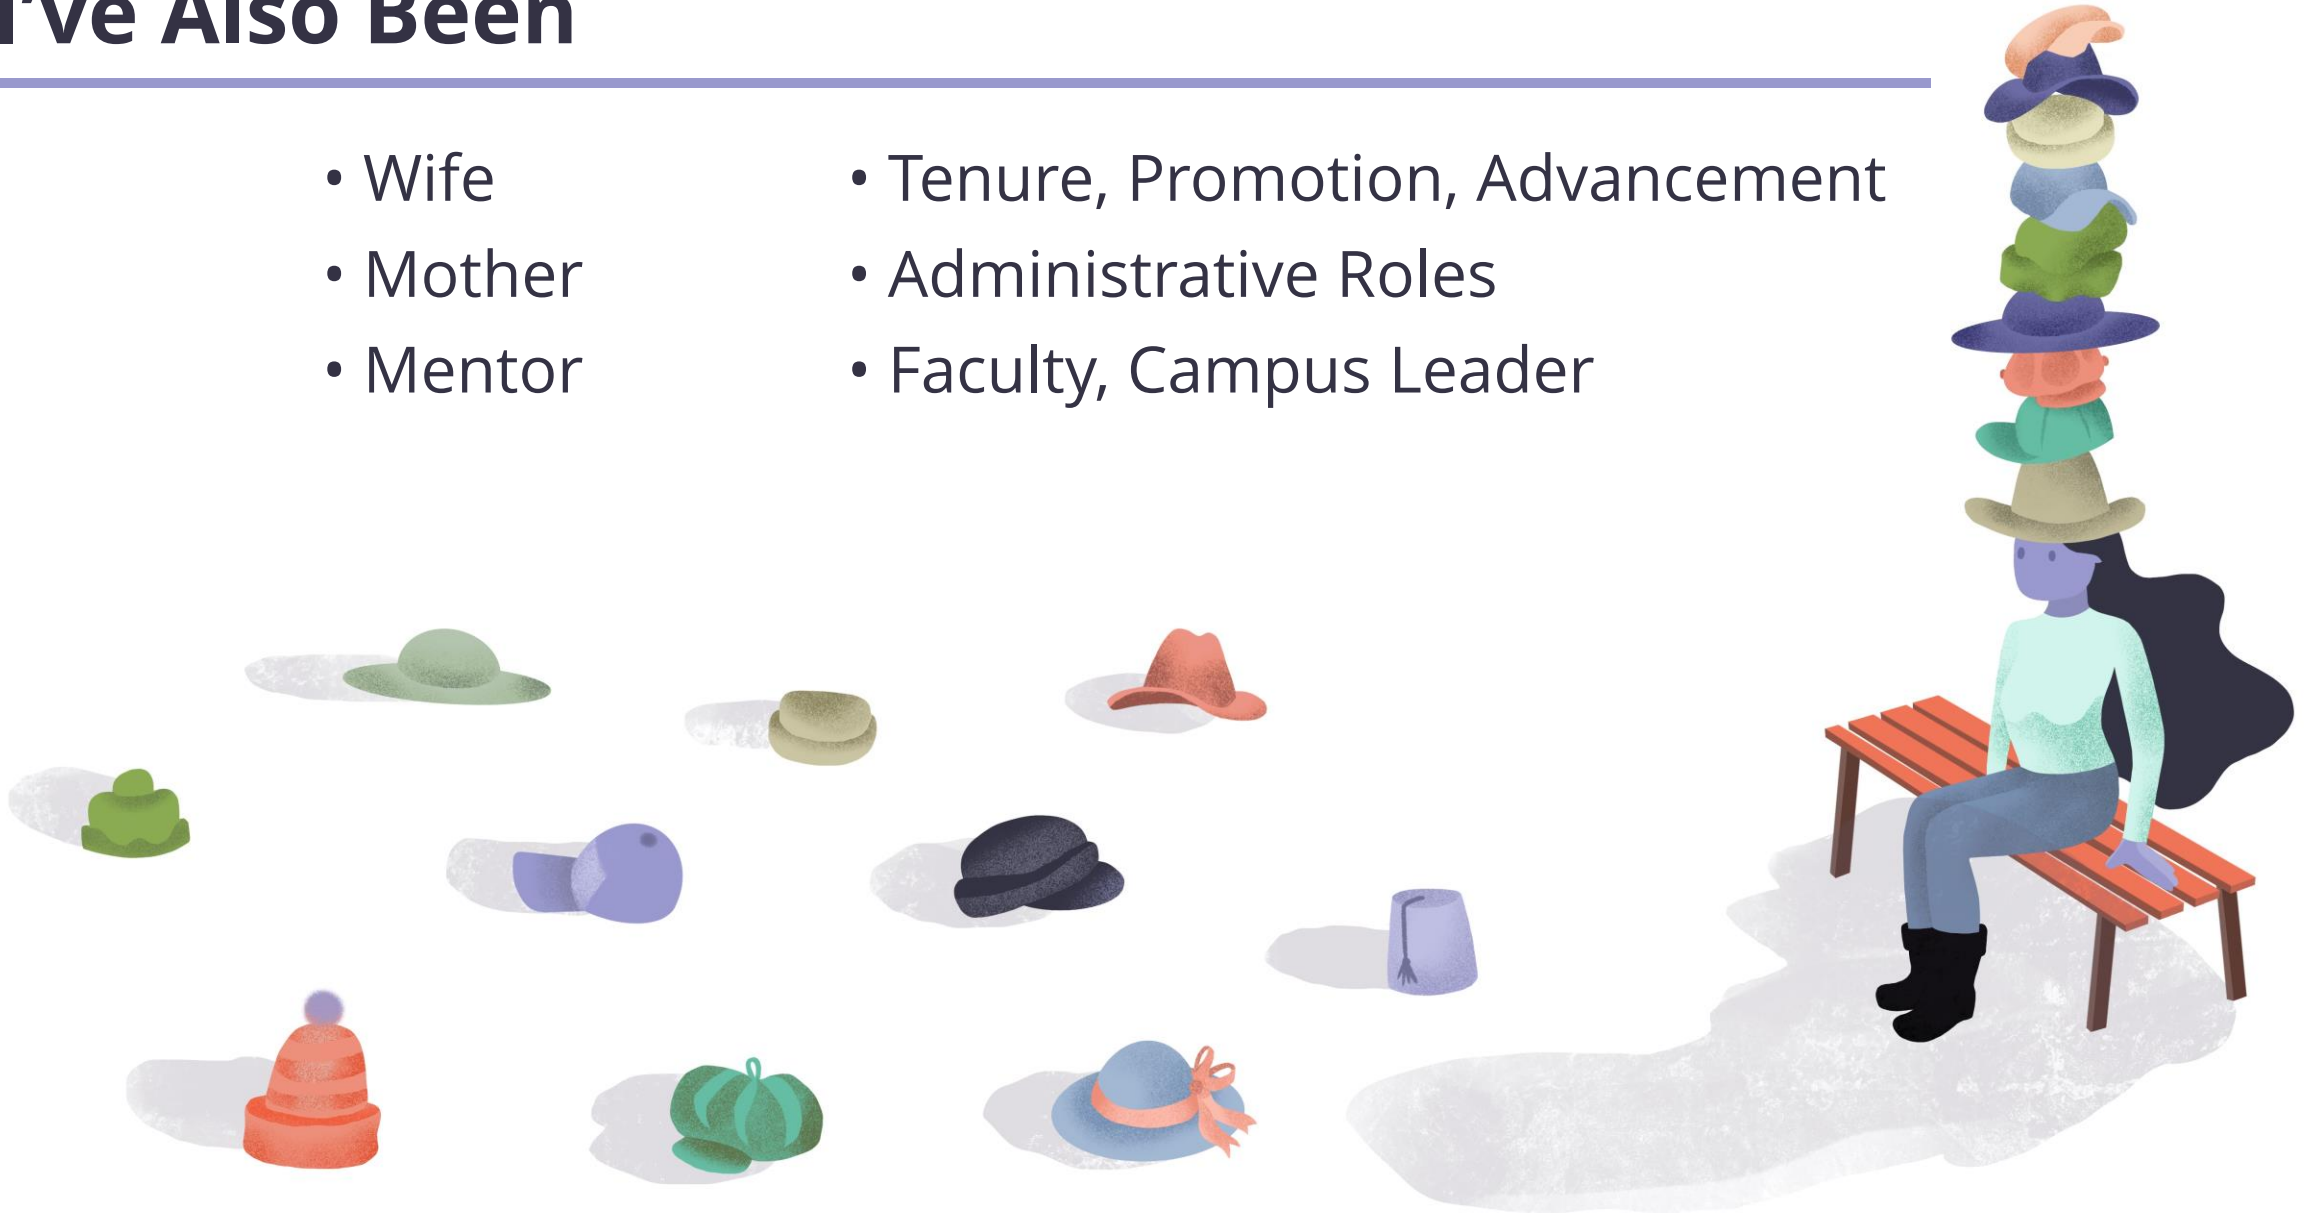 I've Also Been
• Wife
• Mother
• Mentor
• Tenure, Promotion, Advancement
• Administrative Roles
• Faculty, Campus Leader